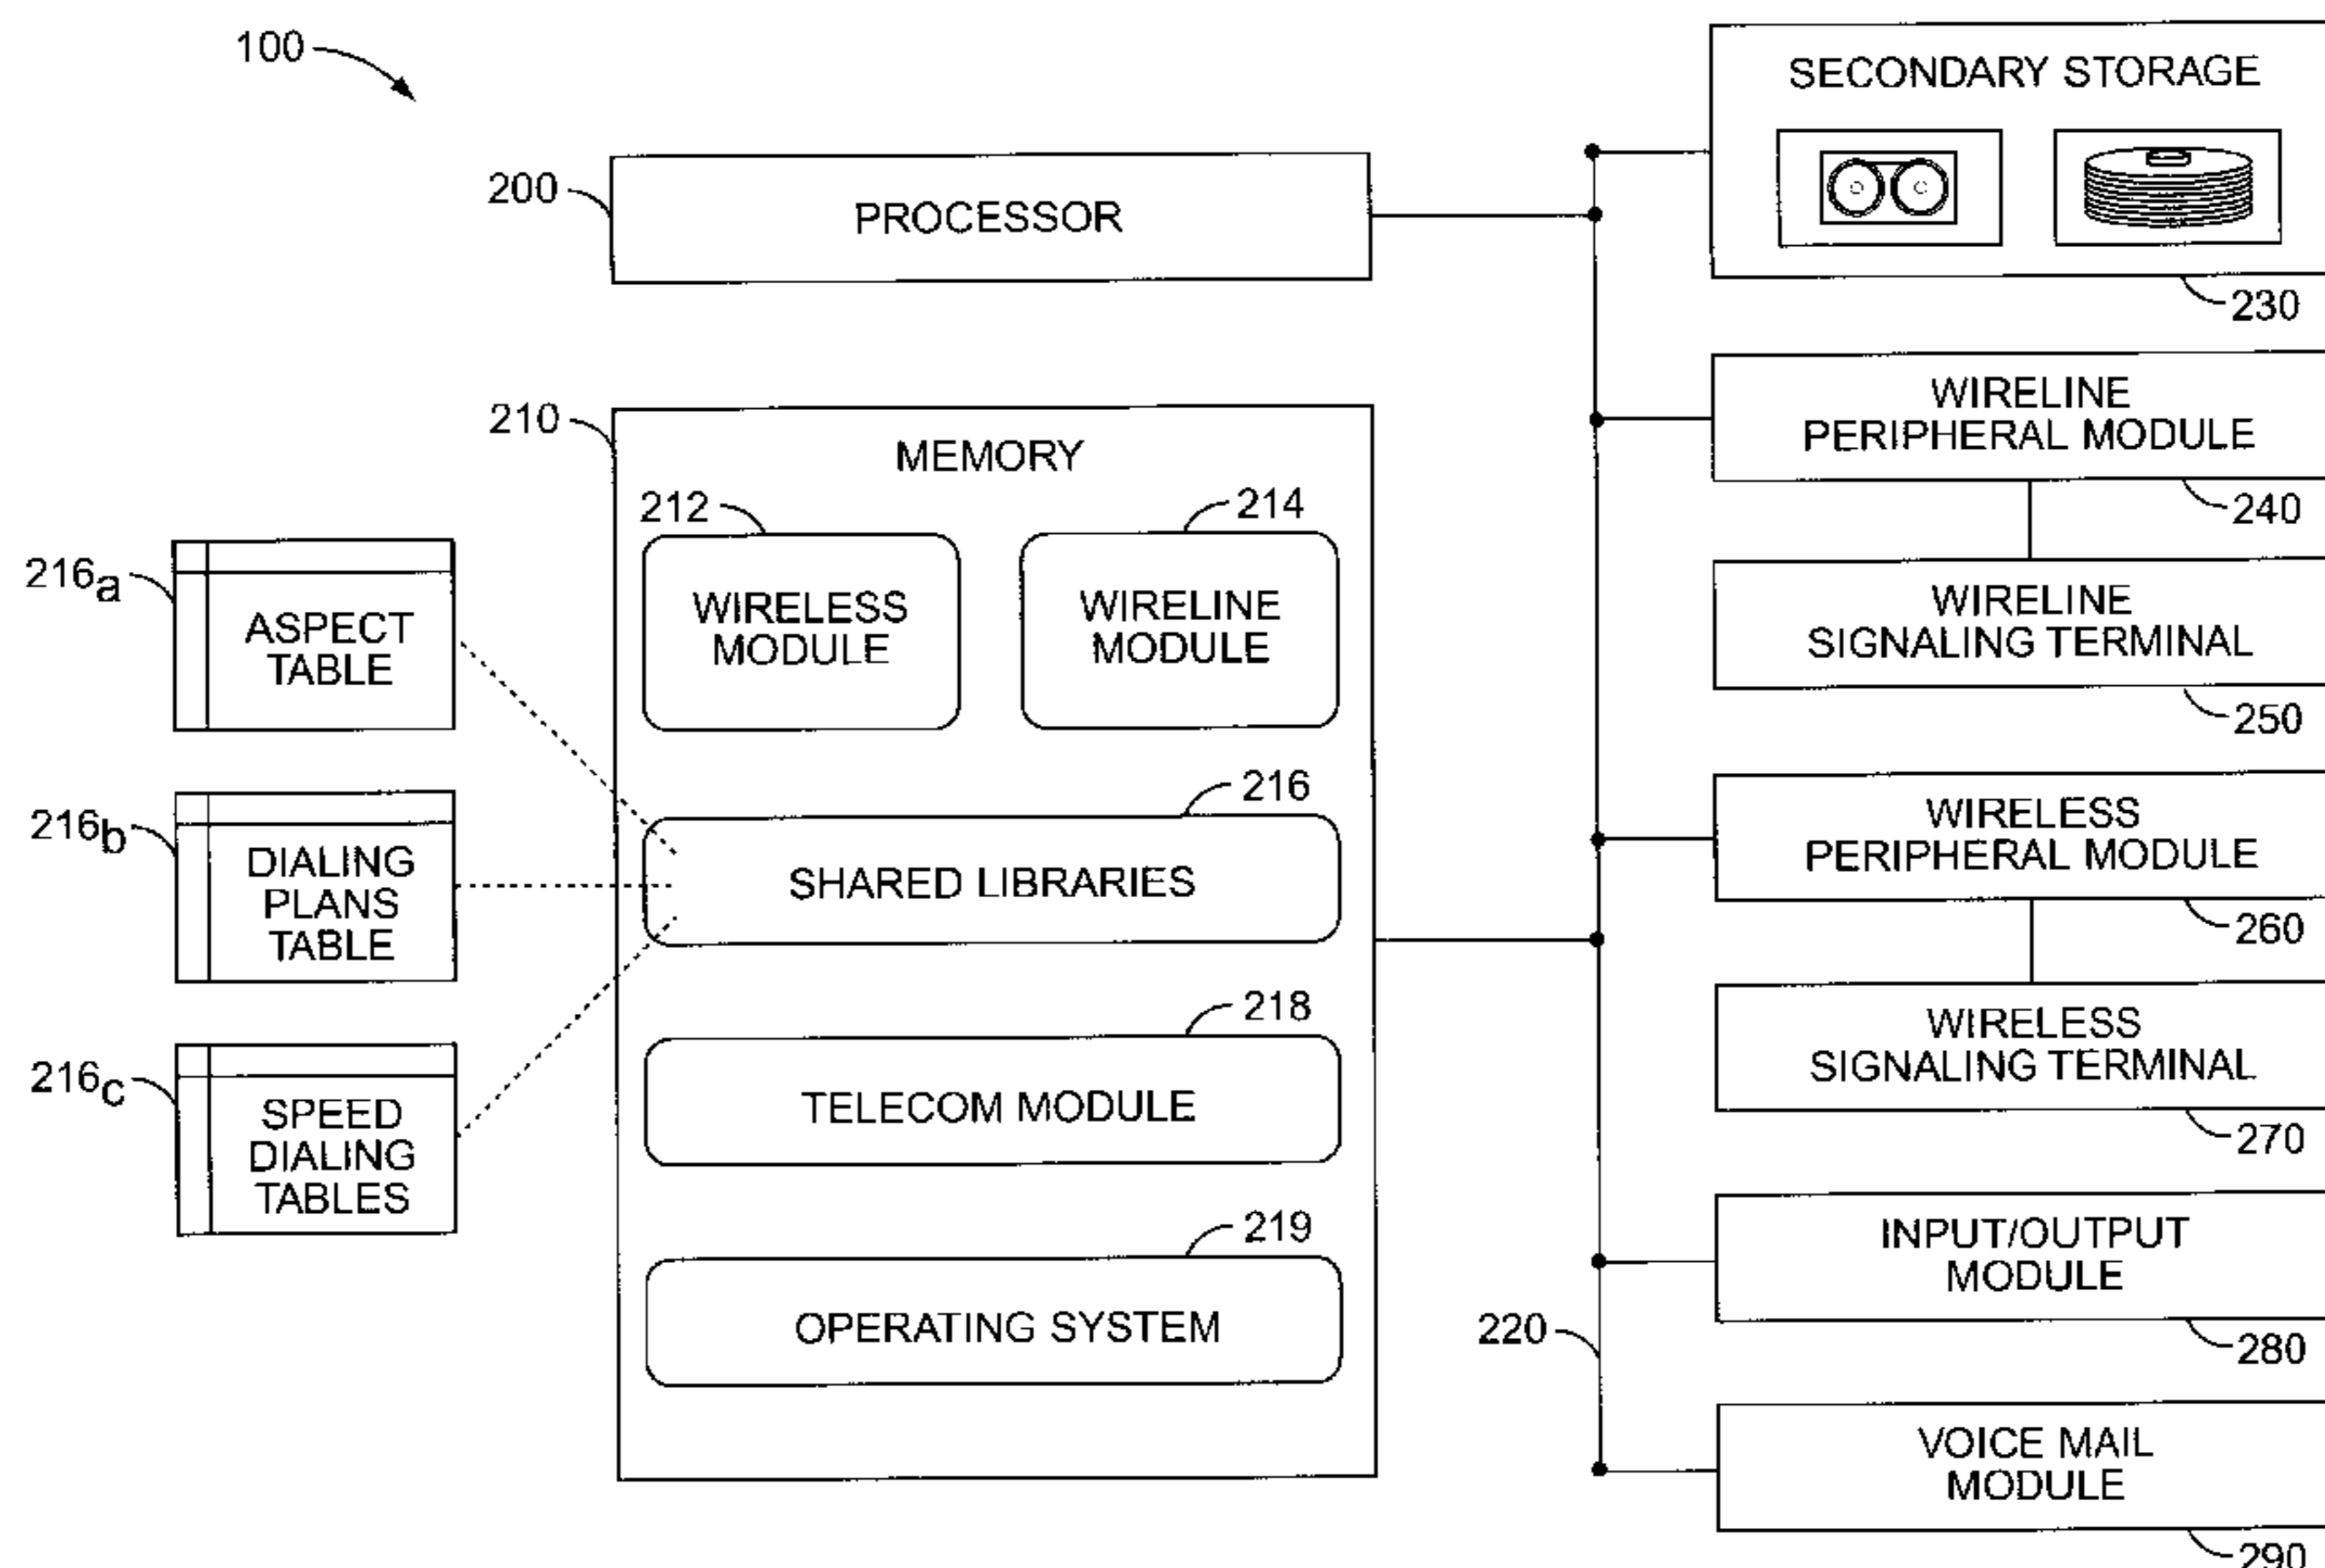 100
SECONDARY STORAGE
200
PROCESSOR
230
210
MEMORY
WIRELINE
PERIPHERAL MODULE
240
212
214
216a
ASPECT
TABLE
WIRELESS
MODULE
WIRELINE
MODULE
WIRELINE
SIGNALING TERMINAL
250
216b
DIALING
PLANS
TABLE
216
SHARED LIBRARIES
WIRELESS
PERIPHERAL MODULE
260
216c
SPEED
DIALING
TABLES
218
TELECOM MODULE
WIRELESS
SIGNALING TERMINAL
270
219
OPERATING SYSTEM
220
INPUT/OUTPUT
MODULE
280
VOICE MAIL
MODULE
290